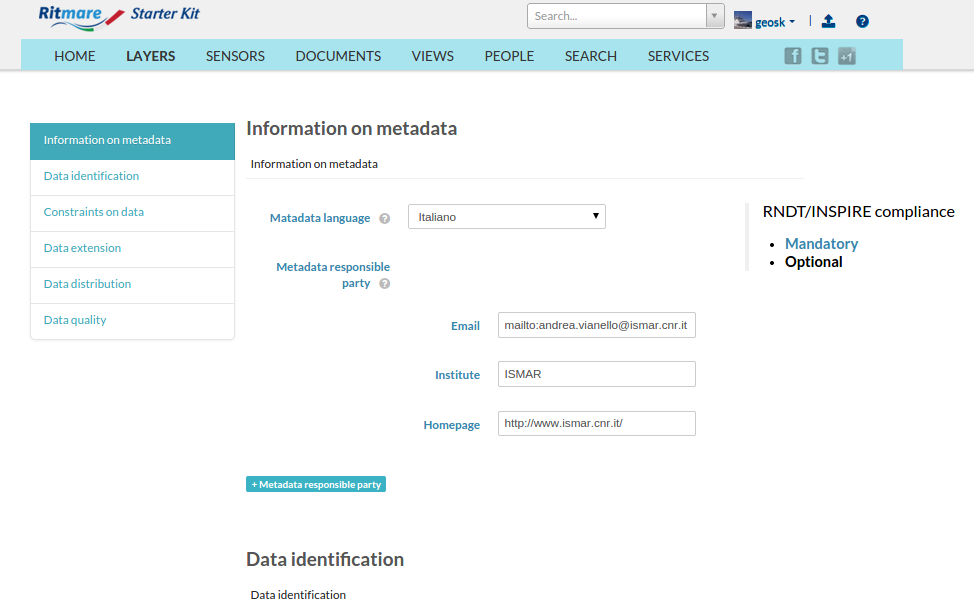 Ritmare Starter Kit
Search...
geosk
HOME LAYERS SENSORS DOCUMENTS VIEWS PEOPLE SEARCH SERVICES
f t +1
Information on metadata
Data identification
Constraints on data
Data extension
Data distribution
Data quality
Information on metadata
Information on metadata
Matadata language ?
Italiano
RNDT/INSPIRE compliance
Mandatory
Optional
Metadata responsible
party ?
Email
mailto:andrea.vianello@ismar.cnr.it
Institute
ISMAR
Homepage
http://www.ismar.cnr.it/
+ Metadata responsible party
Data identification
Data identification